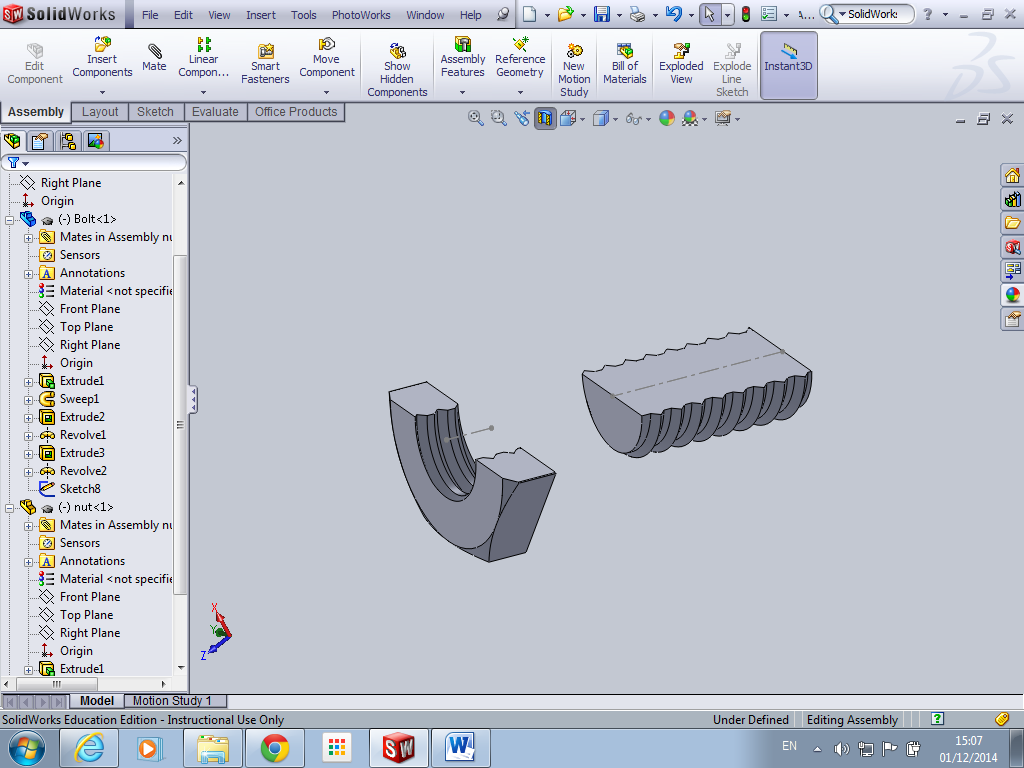 SolidWorks File Edit View Insert Tools PhotoWorks Window Help A... SolidWorks ?
Edit Component
Insert Components
Mate
Linear Compon...
Smart Fasteners
Move Component
Show Hidden Components
Assembly Features
Reference Geometry
New Motion Study
Bill of Materials
Exploded View
Explode Line Sketch
Instant3D
Assembly Layout Sketch Evaluate Office Products
Right Plane
Origin
(-) Bolt<1>
Mates in Assembly nu
Sensors
A Annotations
Material <not specifie
Front Plane
Top Plane
Right Plane
Origin
Extrude1
Sweep1
Extrude2
Revolve1
Extrude3
Revolve2
Sketch8
(-) nut<1>
Mates in Assembly nu
Sensors
A Annotations
Material <not specifie
Front Plane
Top Plane
Right Plane
Origin
Extrude1
X
Y
Z
Model Motion Study 1
SolidWorks Education Edition - Instructional Use Only Under Defined Editing Assembly ?
SW W EN 15:07
01/12/2014